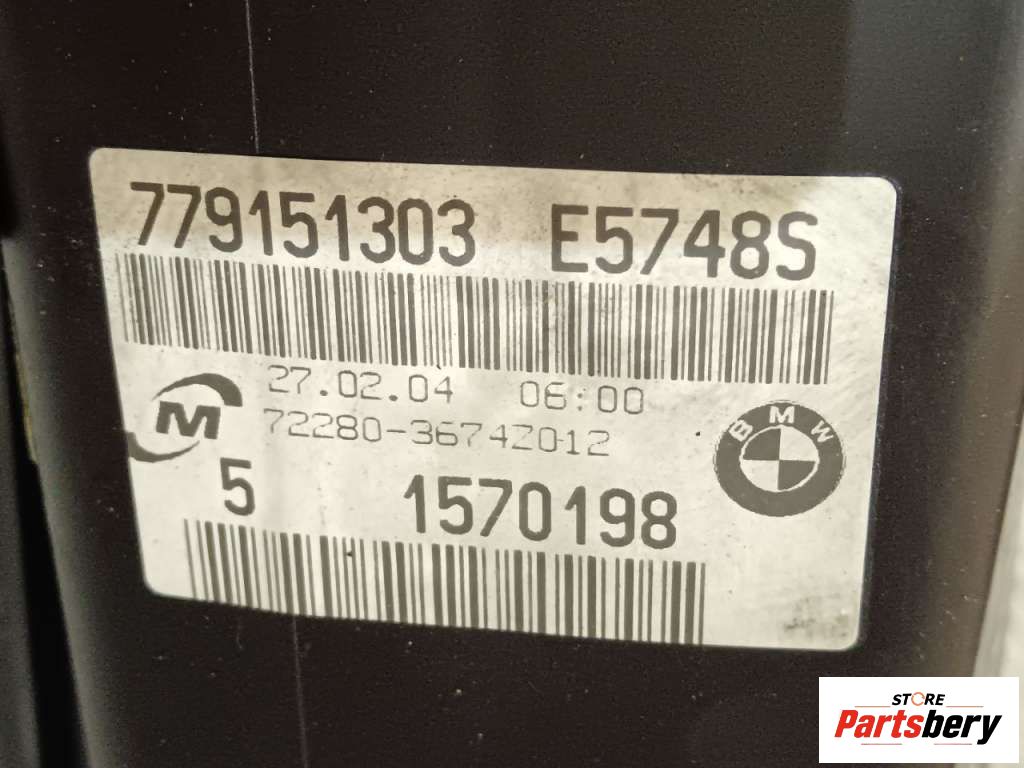 779151303 E5748S
27.02.04 06:00
M
72280-3674Z012
BMW
5 1570198
STORE
Partsbery